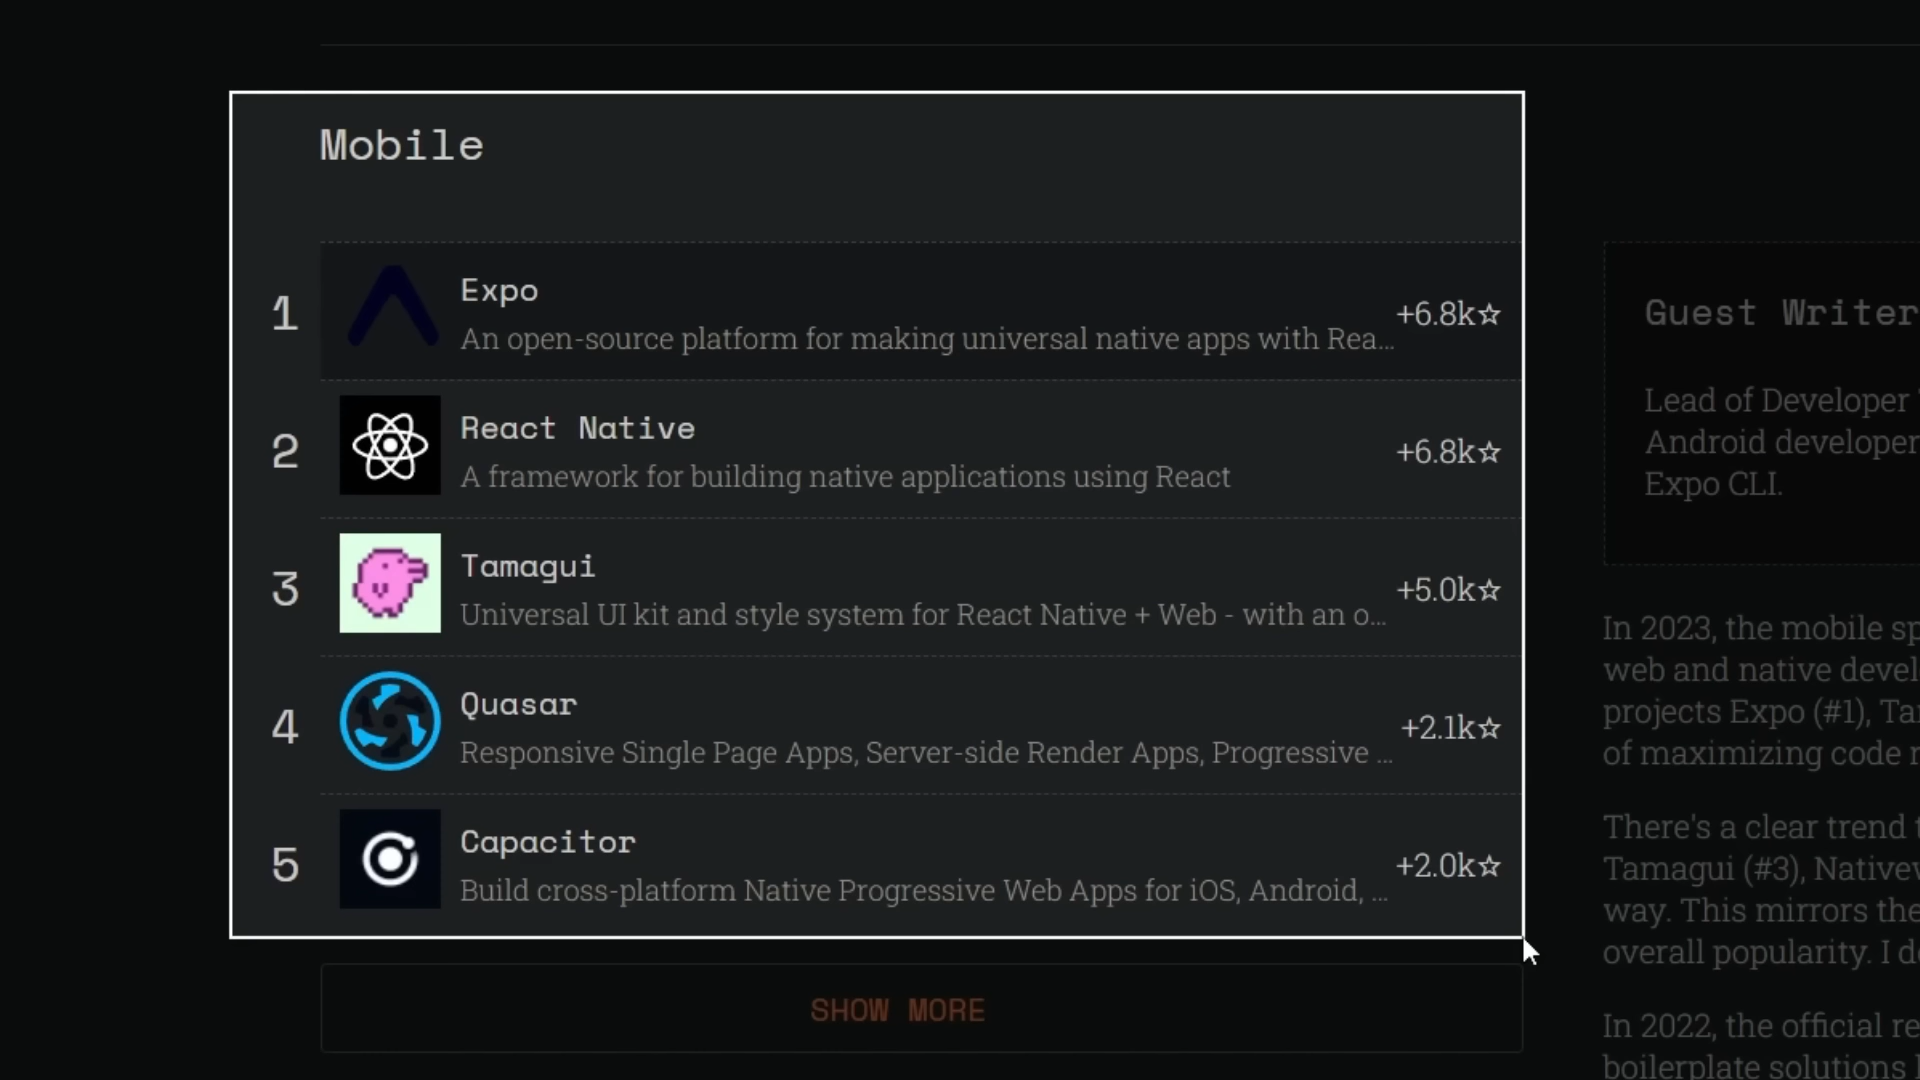 Mobile
1
Expo
An open-source platform for making universal native apps with Rea...
+6.8k☆
2
React Native
A framework for building native applications using React
+6.8k☆
3
Tamagui
Universal UI kit and style system for React Native + Web - with an o...
+5.0k☆
4
Quasar
Responsive Single Page Apps, Server-side Render Apps, Progressive ...
+2.1k☆
5
Capacitor
Build cross-platform Native Progressive Web Apps for iOS, Android, ...
+2.0k☆
SHOW MORE
Guest Writer
Lead of Developer
Android developer
Expo CLI.
In 2023, the mobile
web and native
projects Expo (#1),
of maximizing code
There's a clear trend
Tamagui (#3),
way. This mirrors the
overall popularity. I
In 2022, the official
boilerplate solutions